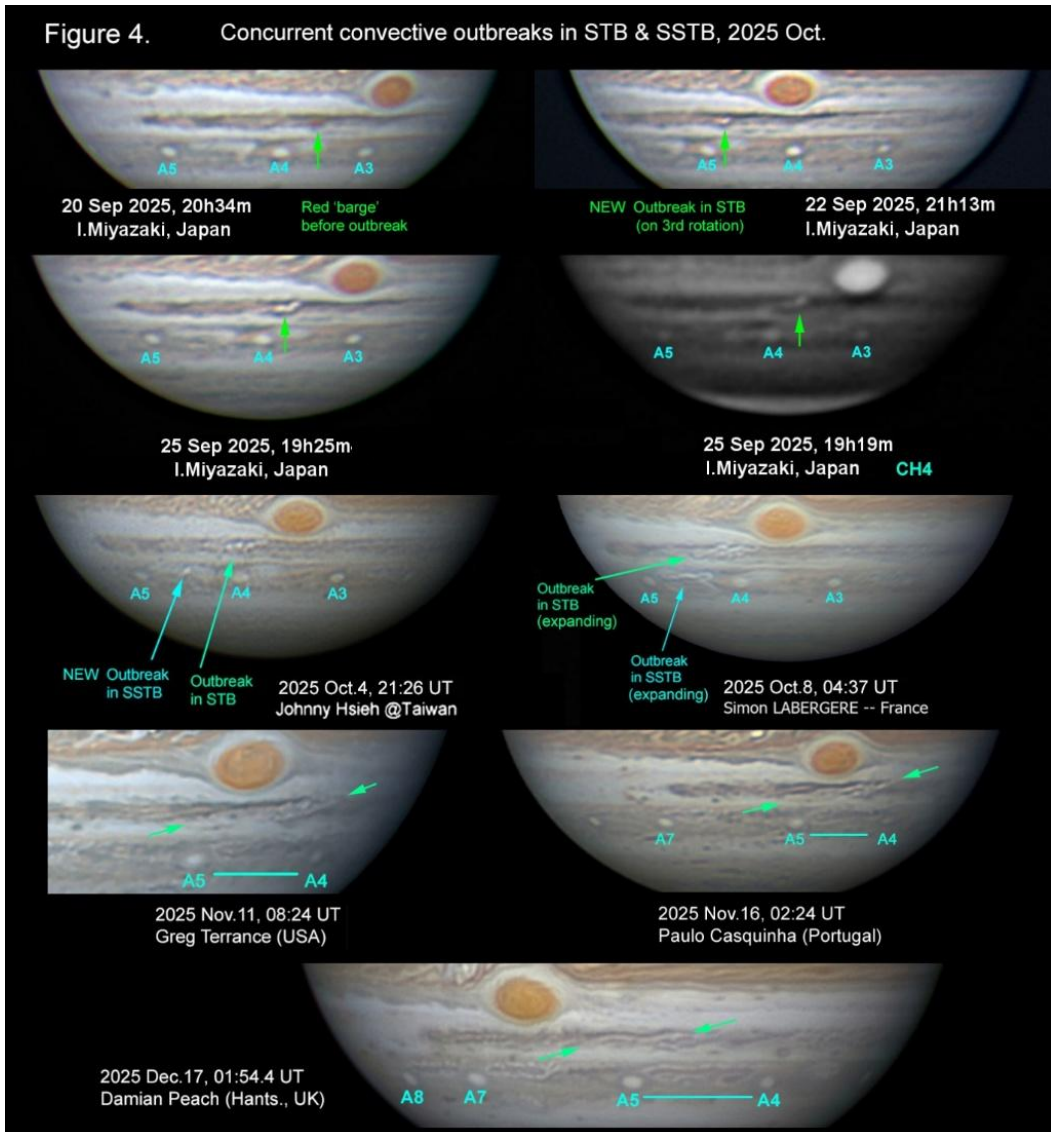 Figure 4. Concurrent convective outbreaks in STB & SSTB, 2025 Oct.
A5 A4 A3
20 Sep 2025, 20h34m
I.Miyazaki, Japan
Red 'barge'
before outbreak
A5 A4 A3
NEW Outbreak in STB
(on 3rd rotation)
22 Sep 2025, 21h13m
I.Miyazaki, Japan
A5 A4 A3
25 Sep 2025, 19h25m
I.Miyazaki, Japan
A5 A4 A3
25 Sep 2025, 19h19m
I.Miyazaki, Japan CH4
A5 A4 A3
NEW Outbreak
in SSTB
Outbreak
in STB
2025 Oct.4, 21:26 UT
Johnny Hsieh @Taiwan
A5 A4 A3
Outbreak
in STB
(expanding)
Outbreak
in SSTB
(expanding)
2025 Oct.8, 04:37 UT
Simon LABERGERE -- France
A5 A4
2025 Nov.11, 08:24 UT
Greg Terrance (USA)
A7 A5 A4
2025 Nov.16, 02:24 UT
Paulo Casquinha (Portugal)
A8 A7 A5 A4
2025 Dec.17, 01:54.4 UT
Damian Peach (Hants., UK)